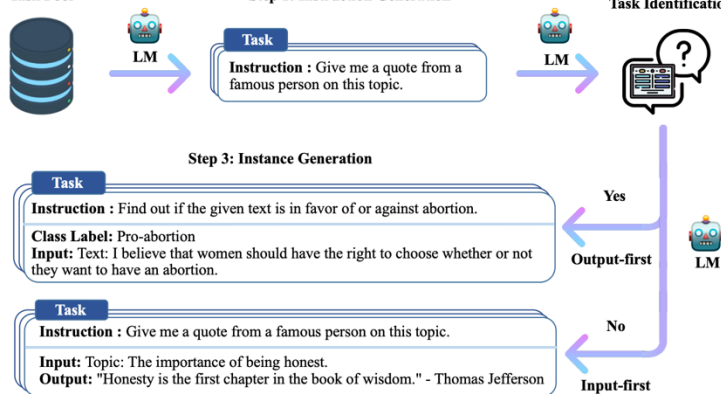 Task Identification
LM
LM
Task
Instruction : Give me a quote from a
famous person on this topic.
Step 3: Instance Generation
Task
Instruction : Find out if the given text is in favor of or against abortion.
Class Label: Pro-abortion
Input: Text: I believe that women should have the right to choose whether or not
they want to have an abortion.
Yes
Output-first
LM
Task
Instruction : Give me a quote from a famous person on this topic.
Input: Topic: The importance of being honest.
Output: "Honesty is the first chapter in the book of wisdom." - Thomas Jefferson
No
Input-first